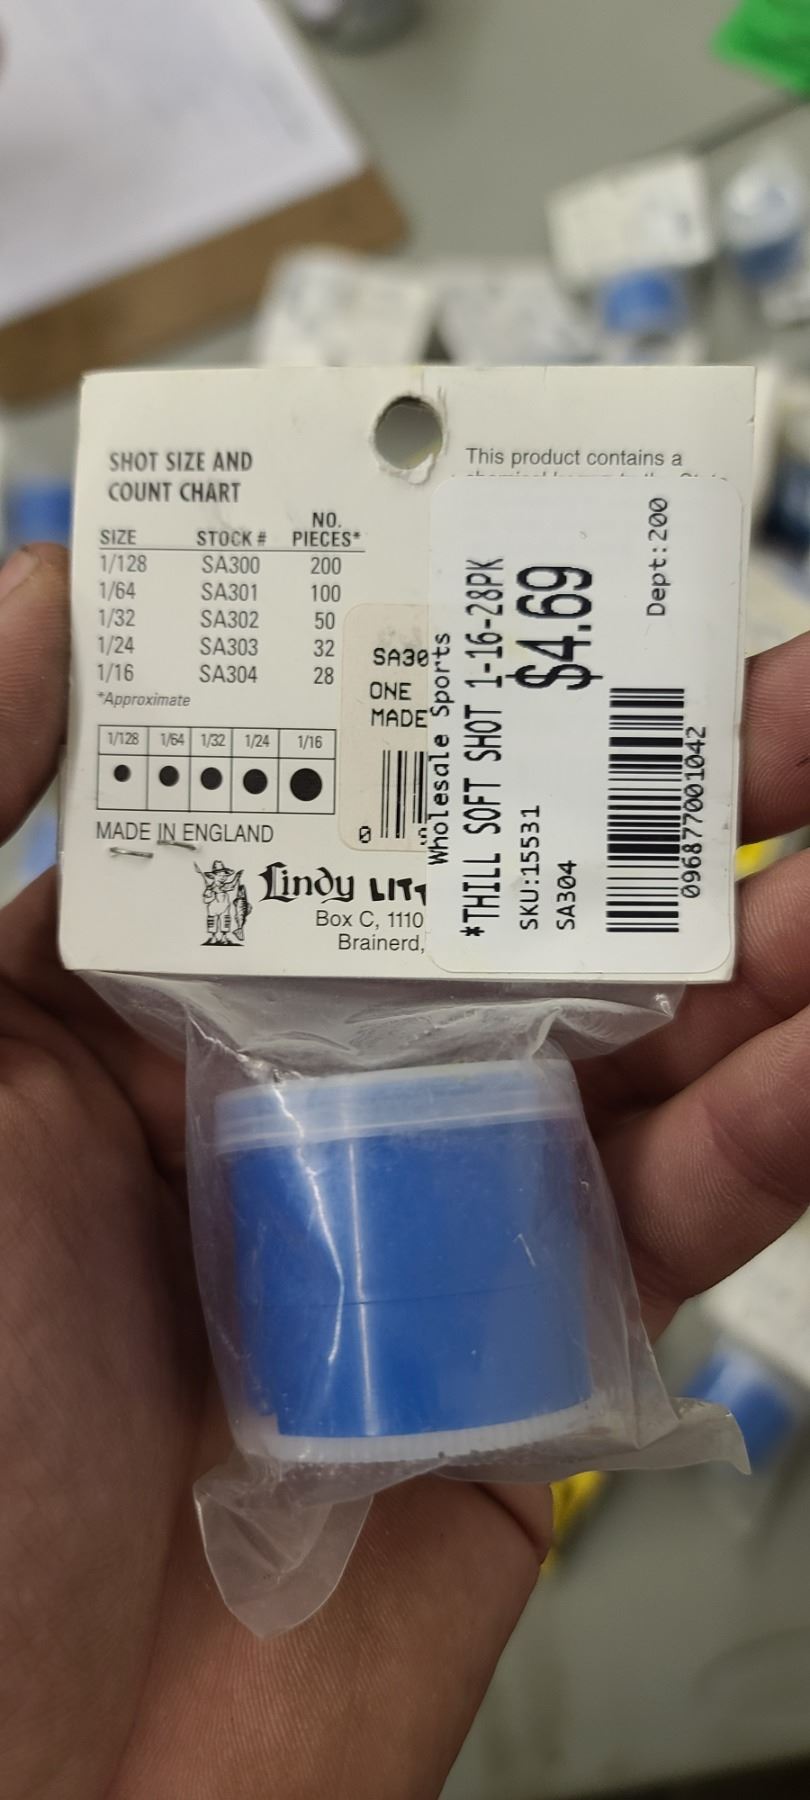 SHOT SIZE AND
COUNT CHART
SIZE STOCK # NO. PIECES*
1/128 SA300 200
1/64 SA301 100
1/32 SA302 50
1/24 SA303 32
1/16 SA304 28
*Approximate
1/128 1/64 1/32 1/24 1/16
MADE IN ENGLAND
Lindy
Box C, 1110
Brainerd,
This product contains a
SA30
ONE
MADE
0
Wholesale Sports
*THILL SOFT SHOT 1-16-28PK
$4.69
SKU:15531
SA304
Dept:200
096877001042